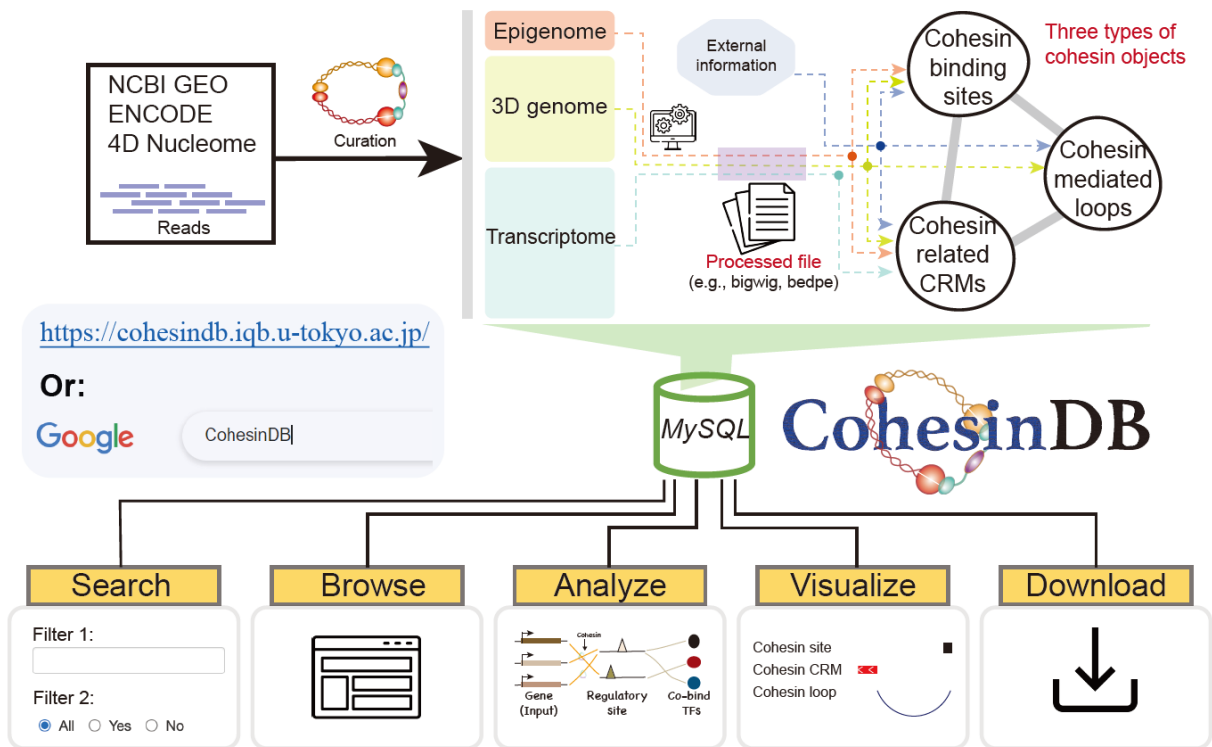 NCBI GEO
ENCODE
4D Nucleome
Reads
Curation
Epigenome
3D genome
Transcriptome
External
information
Processed file
(e.g., bigwig, bedpe)
Cohesin
binding
sites
Three types of
cohesin objects
Cohesin
mediated
loops
Cohesin
related
CRMs
https://cohesindb.iqb.u-tokyo.ac.jp/
Or:
Google
CohesinDB
MySQL
CohesinDB
Search
Filter 1:
Filter 2:
All Yes No
Browse
Analyze
Cohesin
Gene
(Input)
Regulatory
site
Co-bind
TFs
Visualize
Cohesin site
Cohesin CRM
Cohesin loop
Download